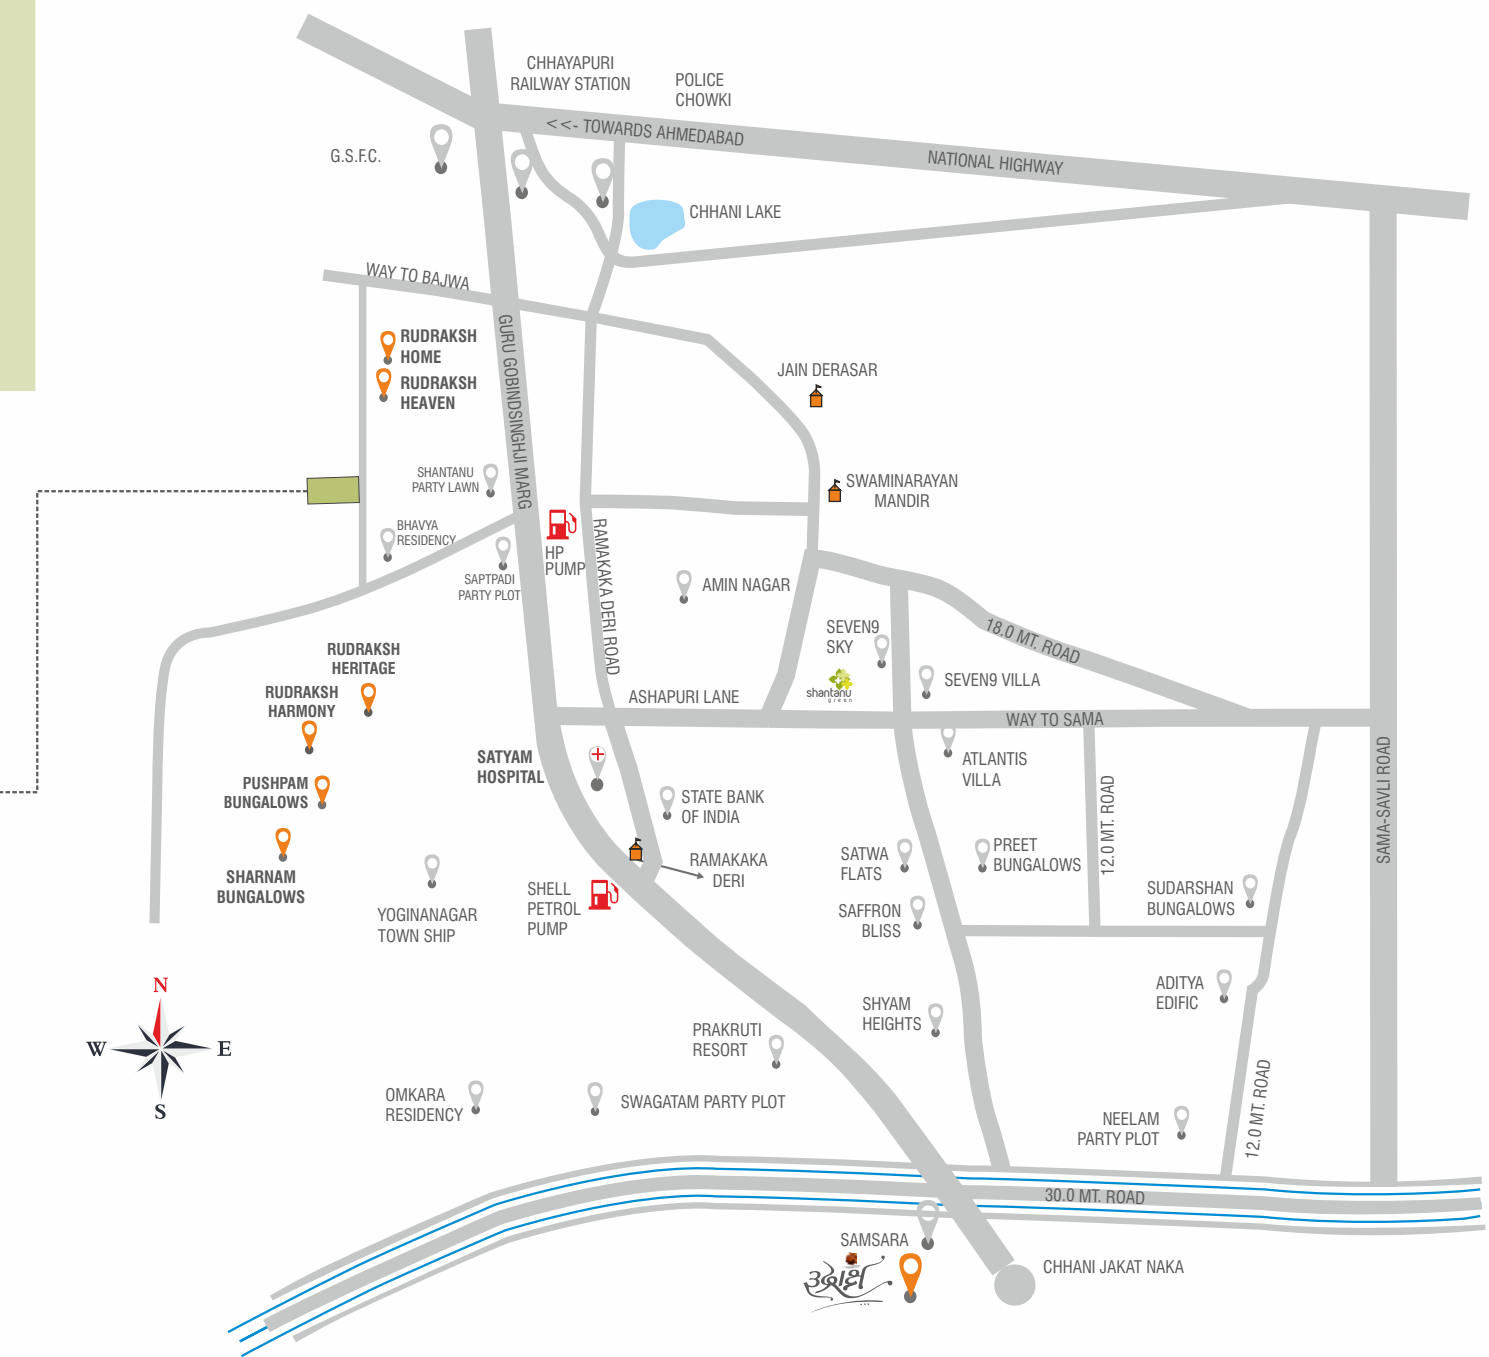 CHHAYAPURI
RAILWAY STATION
POLICE
CHOWKI
<<- TOWARDS AHMEDABAD
NATIONAL HIGHWAY
G.S.F.C.
CHHANI LAKE
WAY TO BAJWA
GURU GOBINDSINGHJI MARG
RUDRAKSH
HOME
RUDRAKSH
HEAVEN
JAIN DERASAR
SHANTANU
PARTY LAWN
SWAMINARAYAN
MANDIR
BHAVYA
RESIDENCY
SAPTPADI
PARTY PLOT
HP
PUMP
RAMAKAKA DERI ROAD
AMIN NAGAR
SEVEN9
SKY
18.0 MT. ROAD
RUDRAKSH
HERITAGE
RUDRAKSH
HARMONY
shantanu
green
SEVEN9 VILLA
ASHAPURI LANE
WAY TO SAMA
SATYAM
HOSPITAL
ATLANTIS
VILLA
SAMA-SAVLI ROAD
PUSHPAM
BUNGALOWS
STATE BANK
OF INDIA
12.0 MT. ROAD
SHARNAM
BUNGALOWS
RAMAKAKA
DERI
SATWA
FLATS
PREET
BUNGALOWS
SHELL
PETROL
PUMP
SUDARSHAN
BUNGALOWS
YOGINAGAR
TOWN SHIP
SAFFRON
BLISS
N
W
E
S
ADITYA
EDIFIC
SHYAM
HEIGHTS
PRAKRUTI
RESORT
OMKARA
RESIDENCY
SWAGATAM PARTY PLOT
NEELAM
PARTY PLOT
12.0 MT. ROAD
30.0 MT. ROAD
SAMSARA
रुद्राक्ष
CHHANI JAKAT NAKA